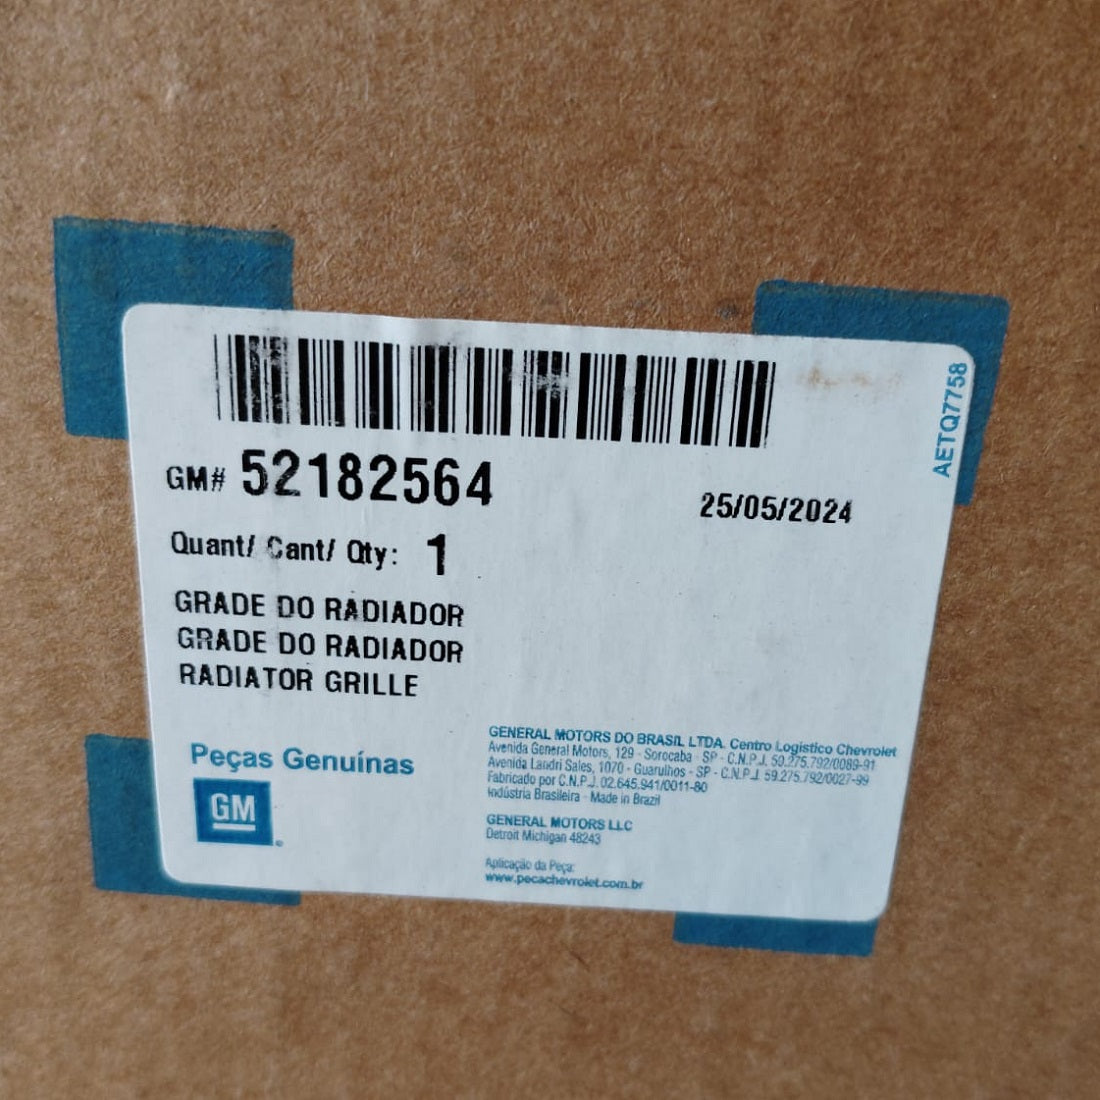 AETQ7758
GM# 52182564
25/05/2024
Quant/ Cant/ Qty: 1
GRADE DO RADIADOR
GRADE DO RADIADOR
RADIATOR GRILLE
Peças Genuínas
GM
GENERAL MOTORS DO BRASIL LTDA. Centro Logístico Chevrolet
Avenida General Motors, 129 - Sorocaba - SP - C.N.P.J. 59.275.792/0089-91
Avenida Landri Sales, 1070 - Guarulhos - SP - C.N.P.J. 59.275.792/0027-99
Fabricado por C.N.P.J. 02.645.941/0011-80
Indústria Brasileira - Made in Brazil
GENERAL MOTORS LLC
Detroit Michigan 48243
Aplicação da Peça:
www.pecachevrolet.com.br